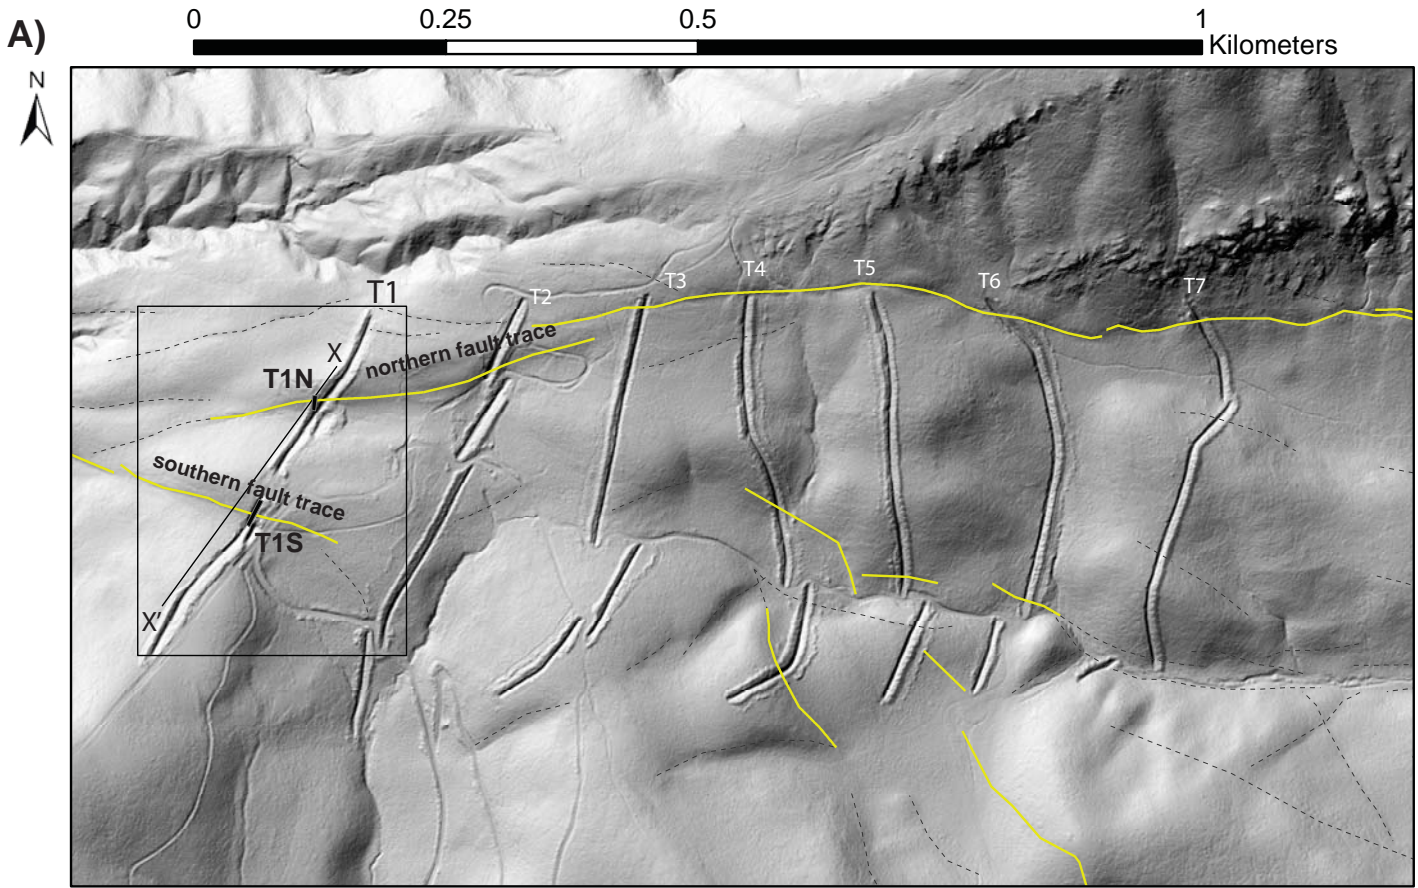 A)
0 0.25 0.5 1
Kilometers
N
T1
T2
T3
T4
T5
T6
T7
X
northern fault trace
T1N
southern fault trace
T1S
X'